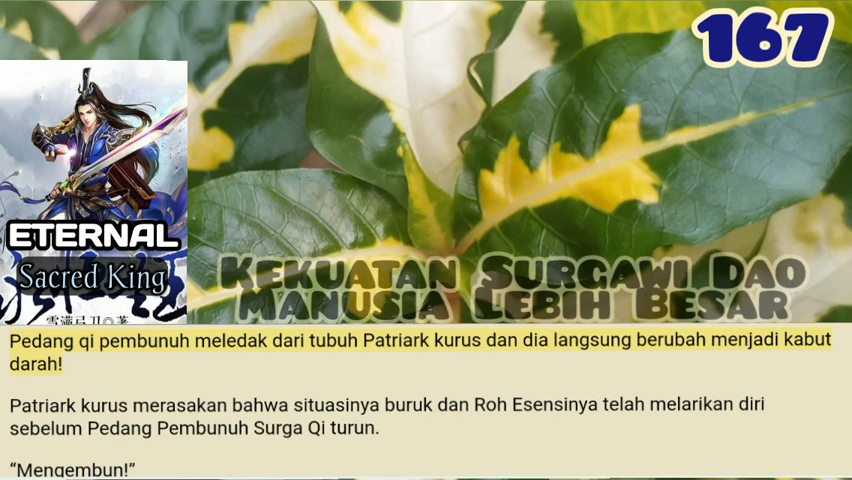 167
ETERNAL
Sacred King
Kekuatan Surgawi Dao
Manusia Lebih Besar
Pedang qi pembunuh meledak dari tubuh Patriark kurus dan dia langsung berubah menjadi kabut
darah!
Patriark kurus merasakan bahwa situasinya buruk dan Roh Esensinya telah melarikan diri
sebelum Pedang Pembunuh Surga Qi turun.
“Mengembun!”